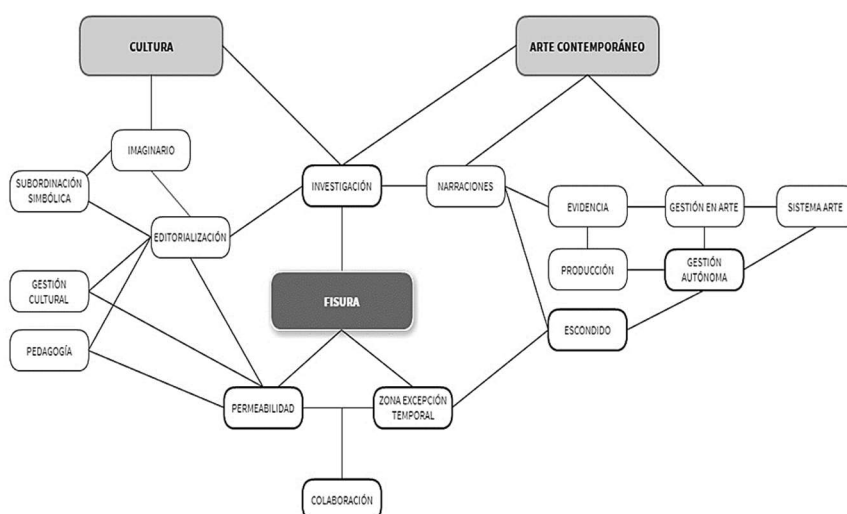 CULTURA
ARTE CONTEMPORÁNEO
IMAGINARIO
SUBORDINACIÓN
SIMBÓLICA
INVESTIGACIÓN
NARRACIONES
EVIDENCIA
GESTIÓN EN ARTE
SISTEMA ARTE
EDITORIALIZACIÓN
PRODUCCIÓN
GESTIÓN
AUTÓNOMA
GESTIÓN
CULTURAL
FISURA
ESCONDIDO
PEDAGOGÍA
PERMEABILIDAD
ZONA EXCEPCIÓN
TEMPORAL
COLABORACIÓN